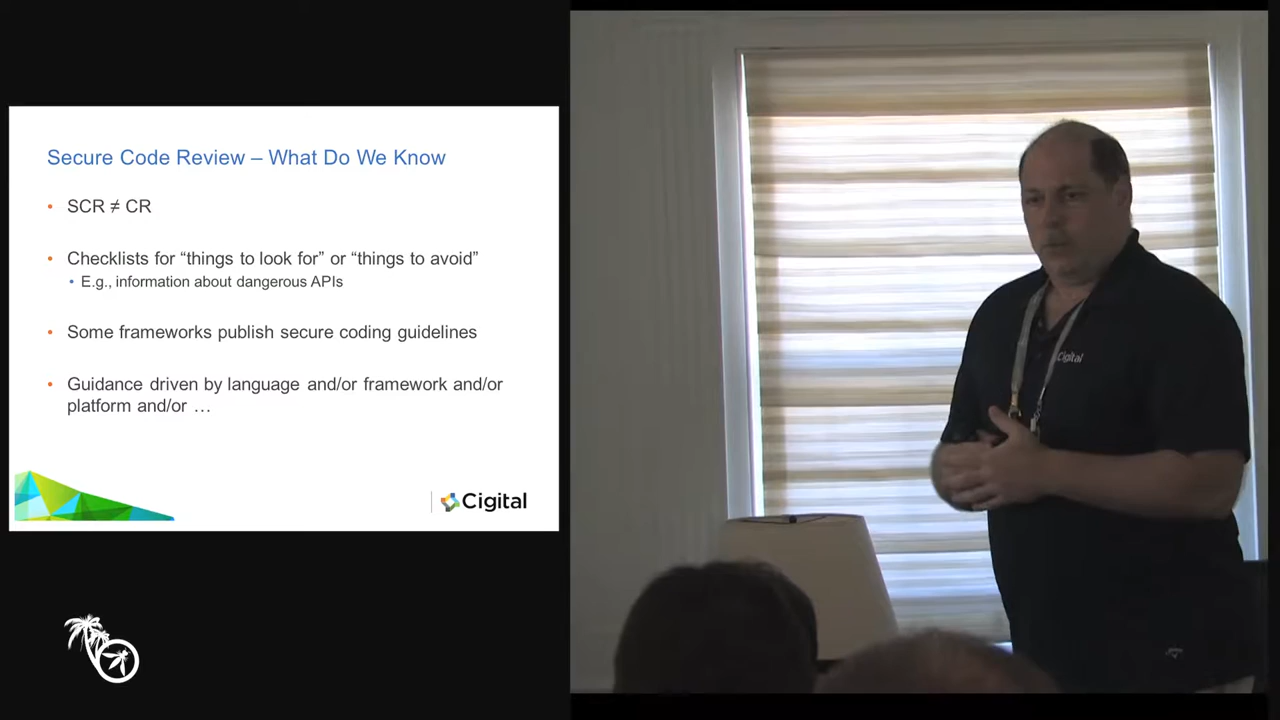 Secure Code Review – What Do We Know
• SCR ≠ CR
• Checklists for “things to look for” or “things to avoid”
• E.g., information about dangerous APIs
• Some frameworks publish secure coding guidelines
• Guidance driven by language and/or framework and/or
platform and/or …
Cigital
Cigital